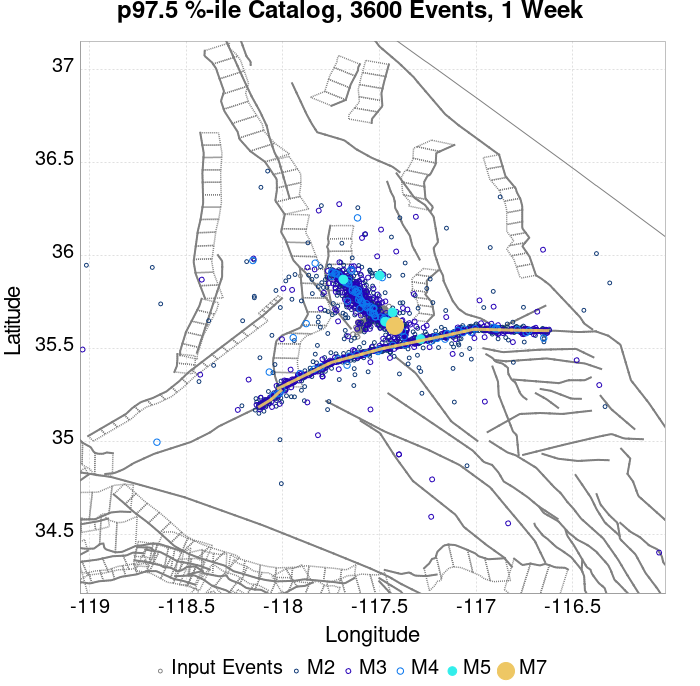 p97.5 %-ile Catalog, 3600 Events, 1 Week
37
36.5
36
35.5
35
34.5
Latitude
-119
-118.5
-118
-117.5
-117
-116.5
Longitude
Input Events
M2
M3
M4
M5
M7